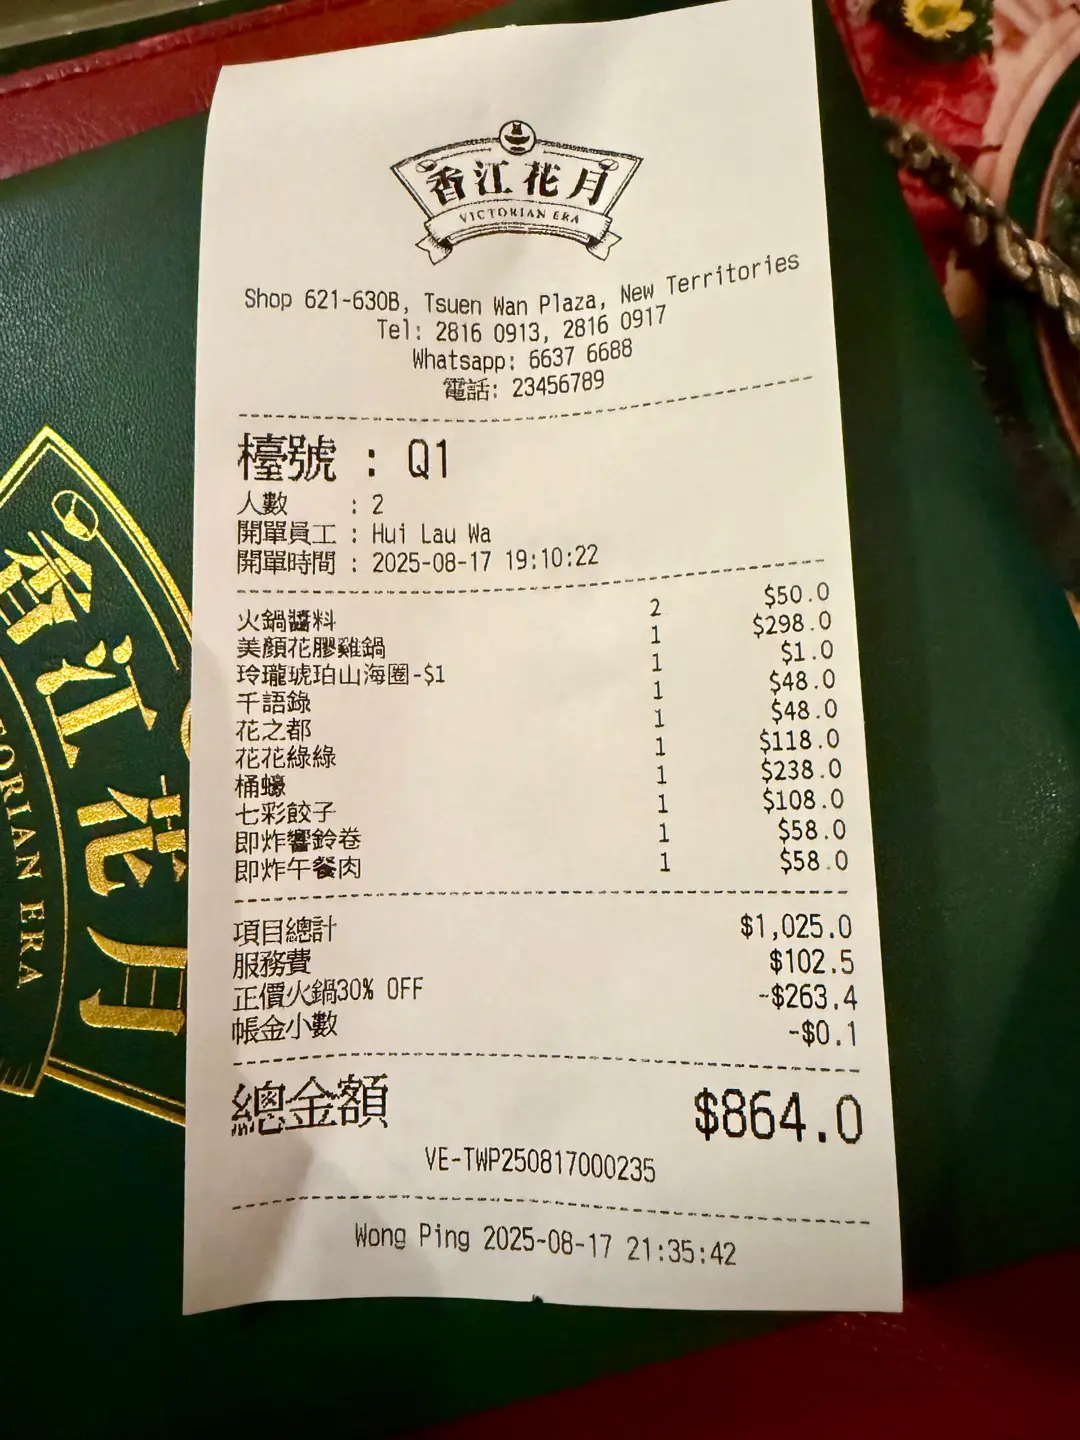 香江花月
VICTORIAN ERA
Shop 621-630B, Tsuen Wan Plaza, New Territories
Tel: 2816 0913, 2816 0917
Whatsapp: 6637 6688
電話: 23456789
檯號 : Q1
人數 : 2
開單員工 : Hui Lau Wa
開單時間 : 2025-08-17 19:10:22
火鍋醬料 2 $50.0
美顏花膠雞鍋 1 $298.0
玲瓏琥珀山海圈-$1 1 $1.0
千語錄 1 $48.0
花之都 1 $48.0
花花綠綠 1 $118.0
桶蠔 1 $238.0
七彩餃子 1 $108.0
即炸響鈴卷 1 $58.0
即炸午餐肉 1 $58.0
項目總計 $1,025.0
服務費 $102.5
正價火鍋30% OFF -$263.4
帳金小數 -$0.1
總金額 $864.0
VE-TWP250817000235
Wong Ping 2025-08-17 21:35:42
香江花月
TORIAN ERA